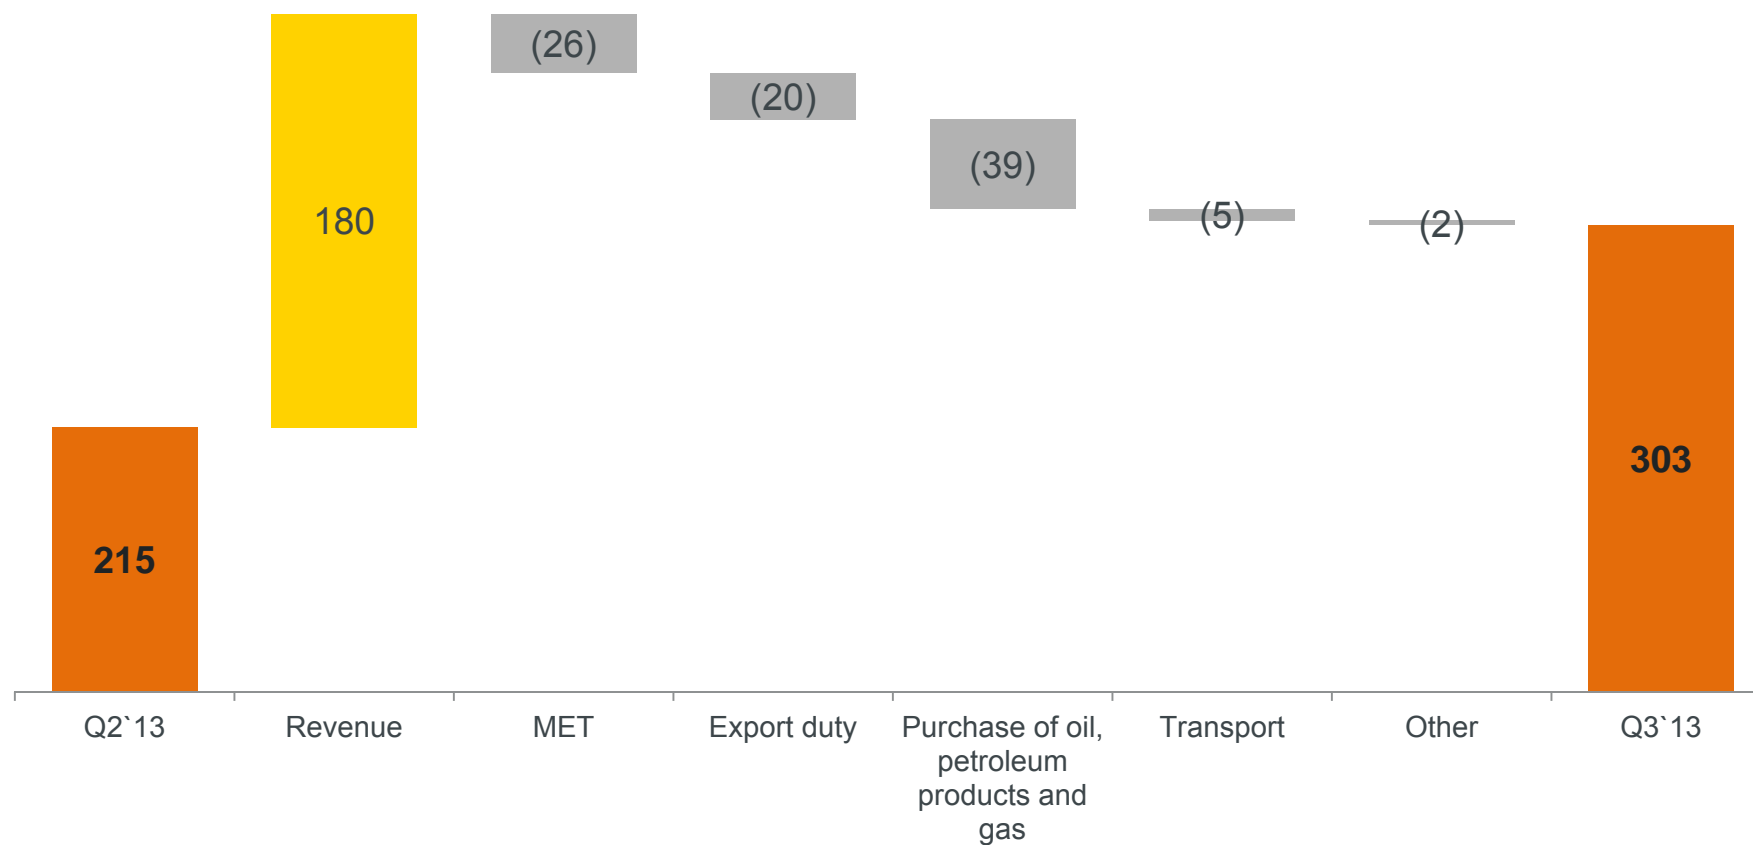 (26)
(20)
(39)
180
(5)
(2)
303
215
Q2`13
Revenue
MET
Export duty
Purchase of oil,
petroleum
products and
gas
Transport
Other
Q3`13